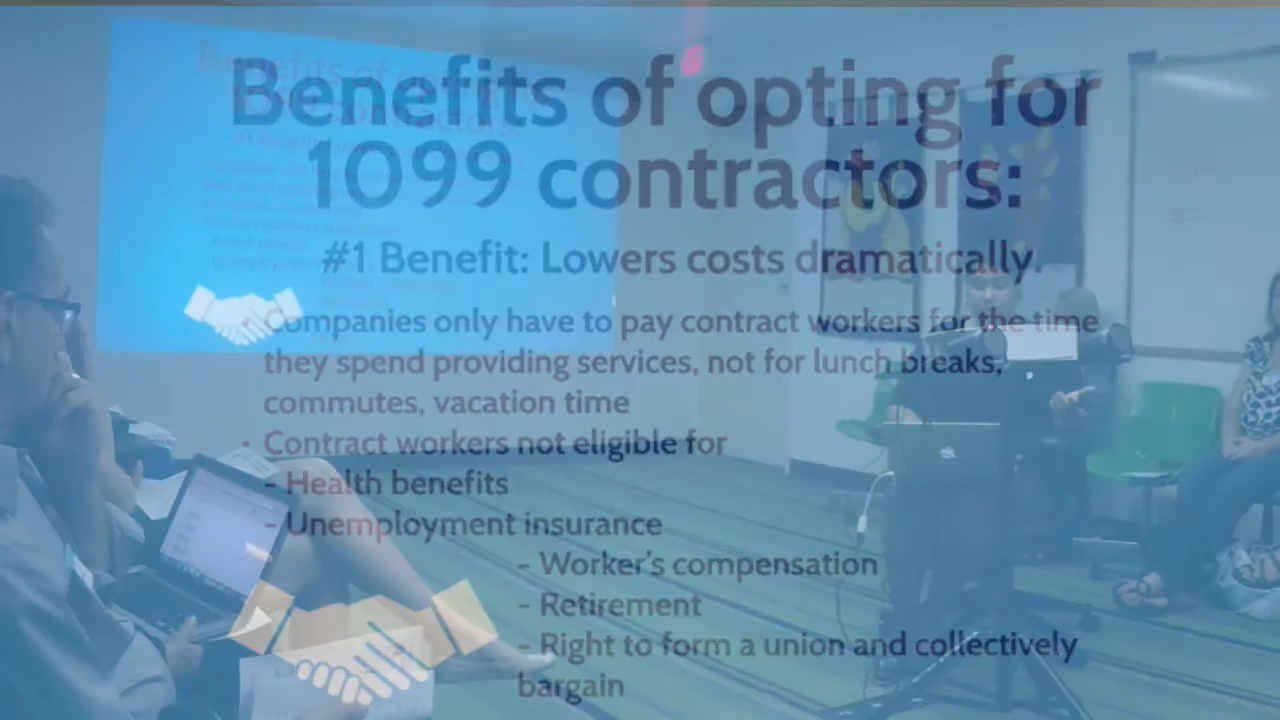 Benefits of opting for
1099 contractors:
#1 Benefit: Lowers costs dramatically.
· Companies only have to pay contract workers for the time
they spend providing services, not for lunch breaks,
commutes, vacation time
· Contract workers not eligible for
- Health benefits
- Unemployment insurance
- Worker's compensation
- Retirement
- Right to form a union and collectively
bargain